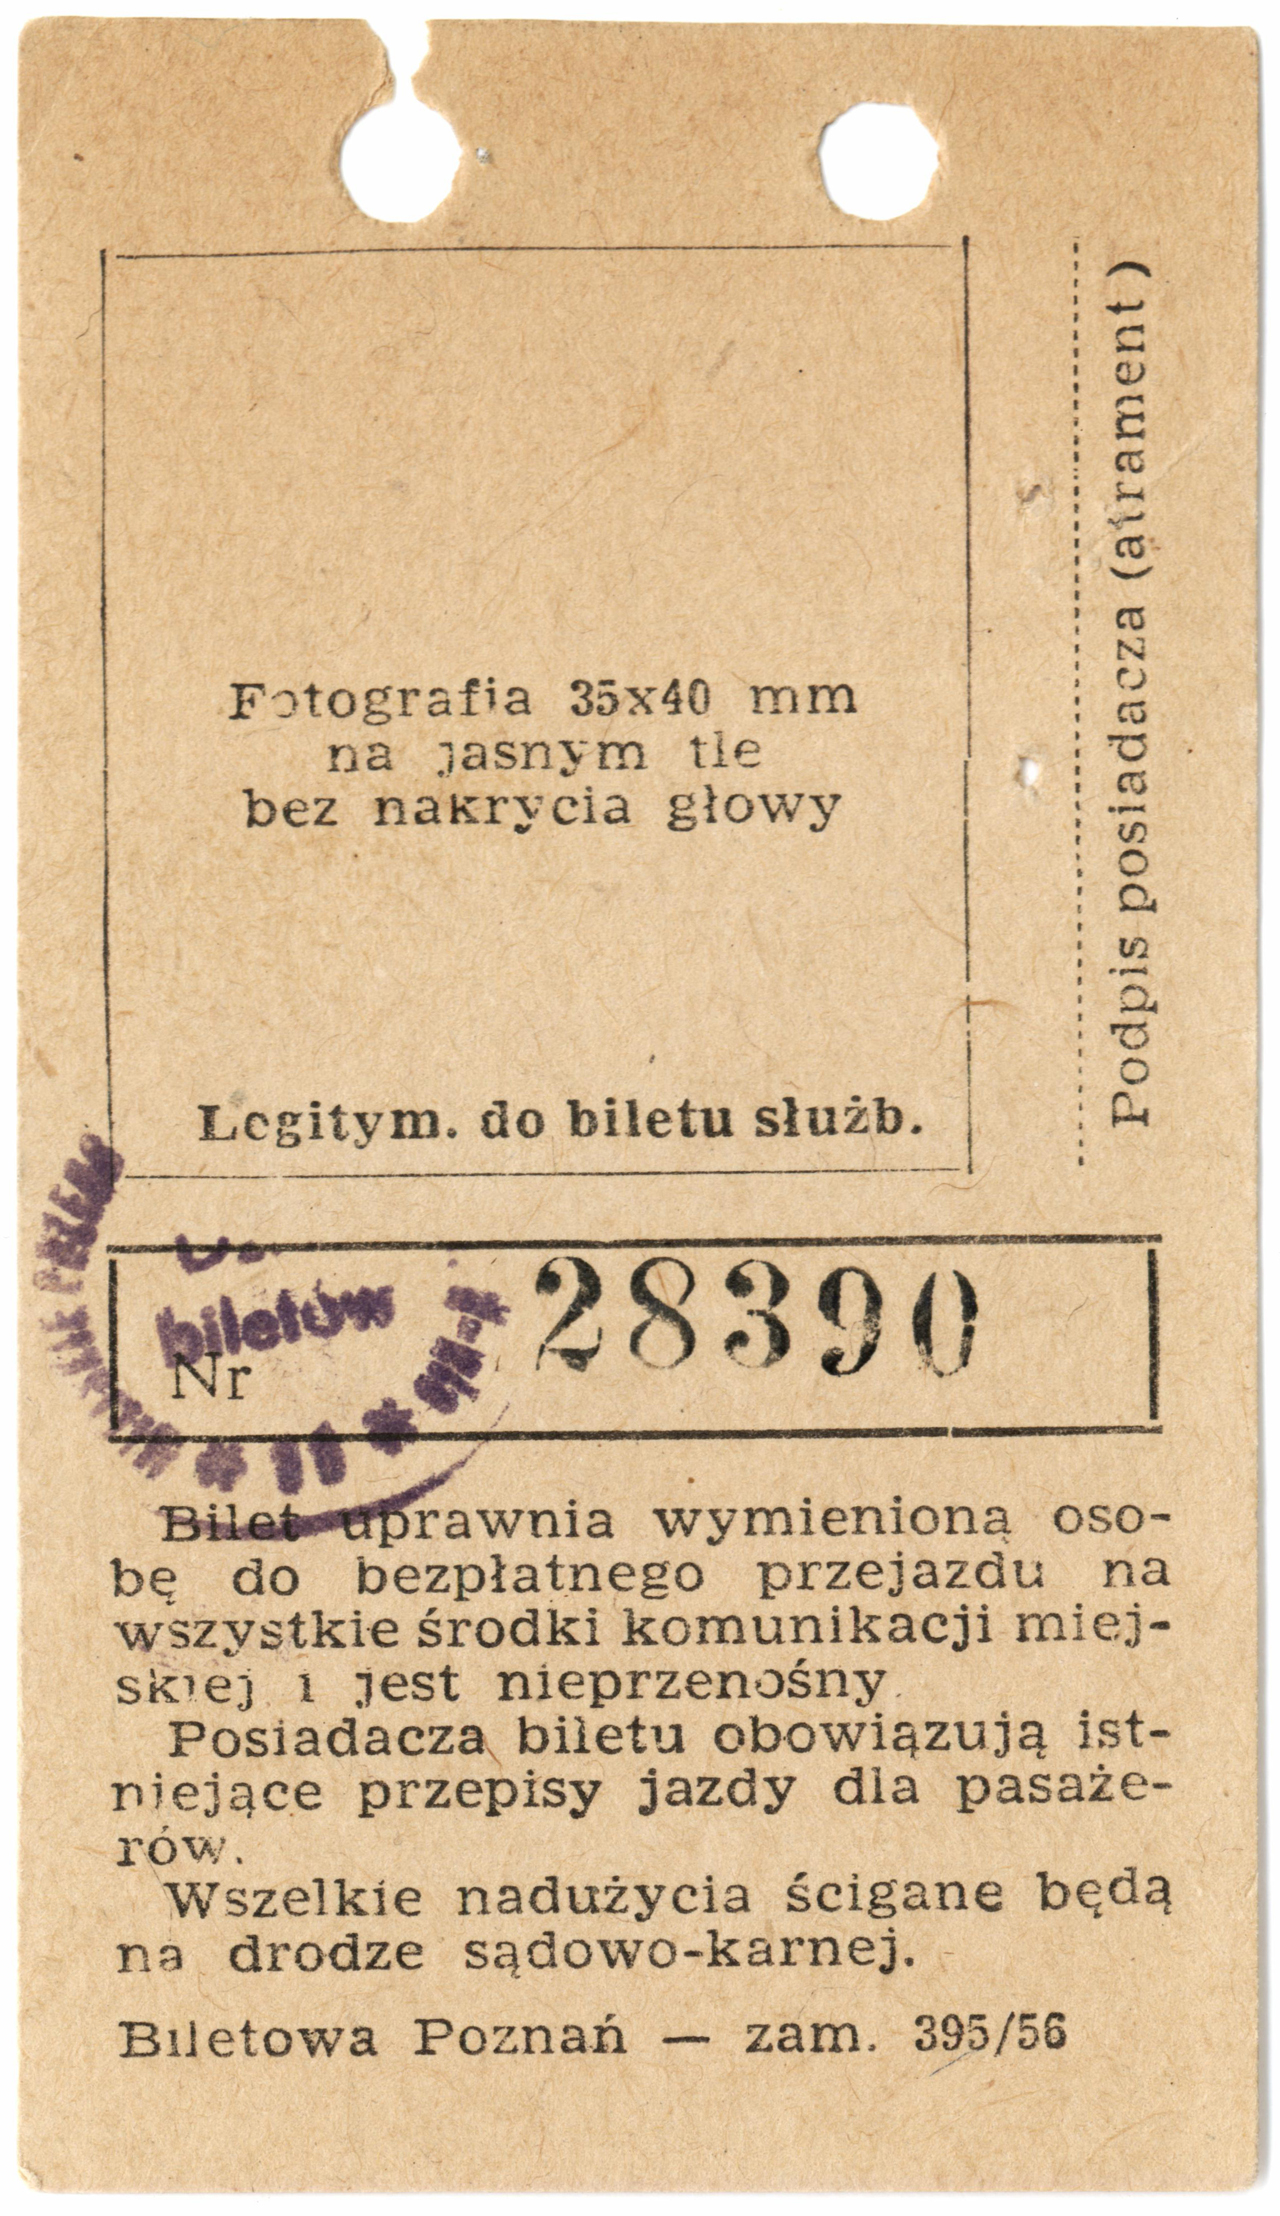 Fotografia 35x40 mm
na jasnym tle
bez nakrycia głowy
Legitym. do biletu służb.
Podpis posiadacza (atrament)
biletów
Nr 28390
Bilet uprawnia wymienioną oso-
bę do bezpłatnego przejazdu na
wszystkie środki komunikacji miej-
skiej i jest nieprzenośny.
Posiadacza biletu obowiązują ist-
niejące przepisy jazdy dla pasaże-
rów.
Wszelkie nadużycia ścigane będą
na drodze sądowo-karnej.
Biletowa Poznań — zam. 395/56